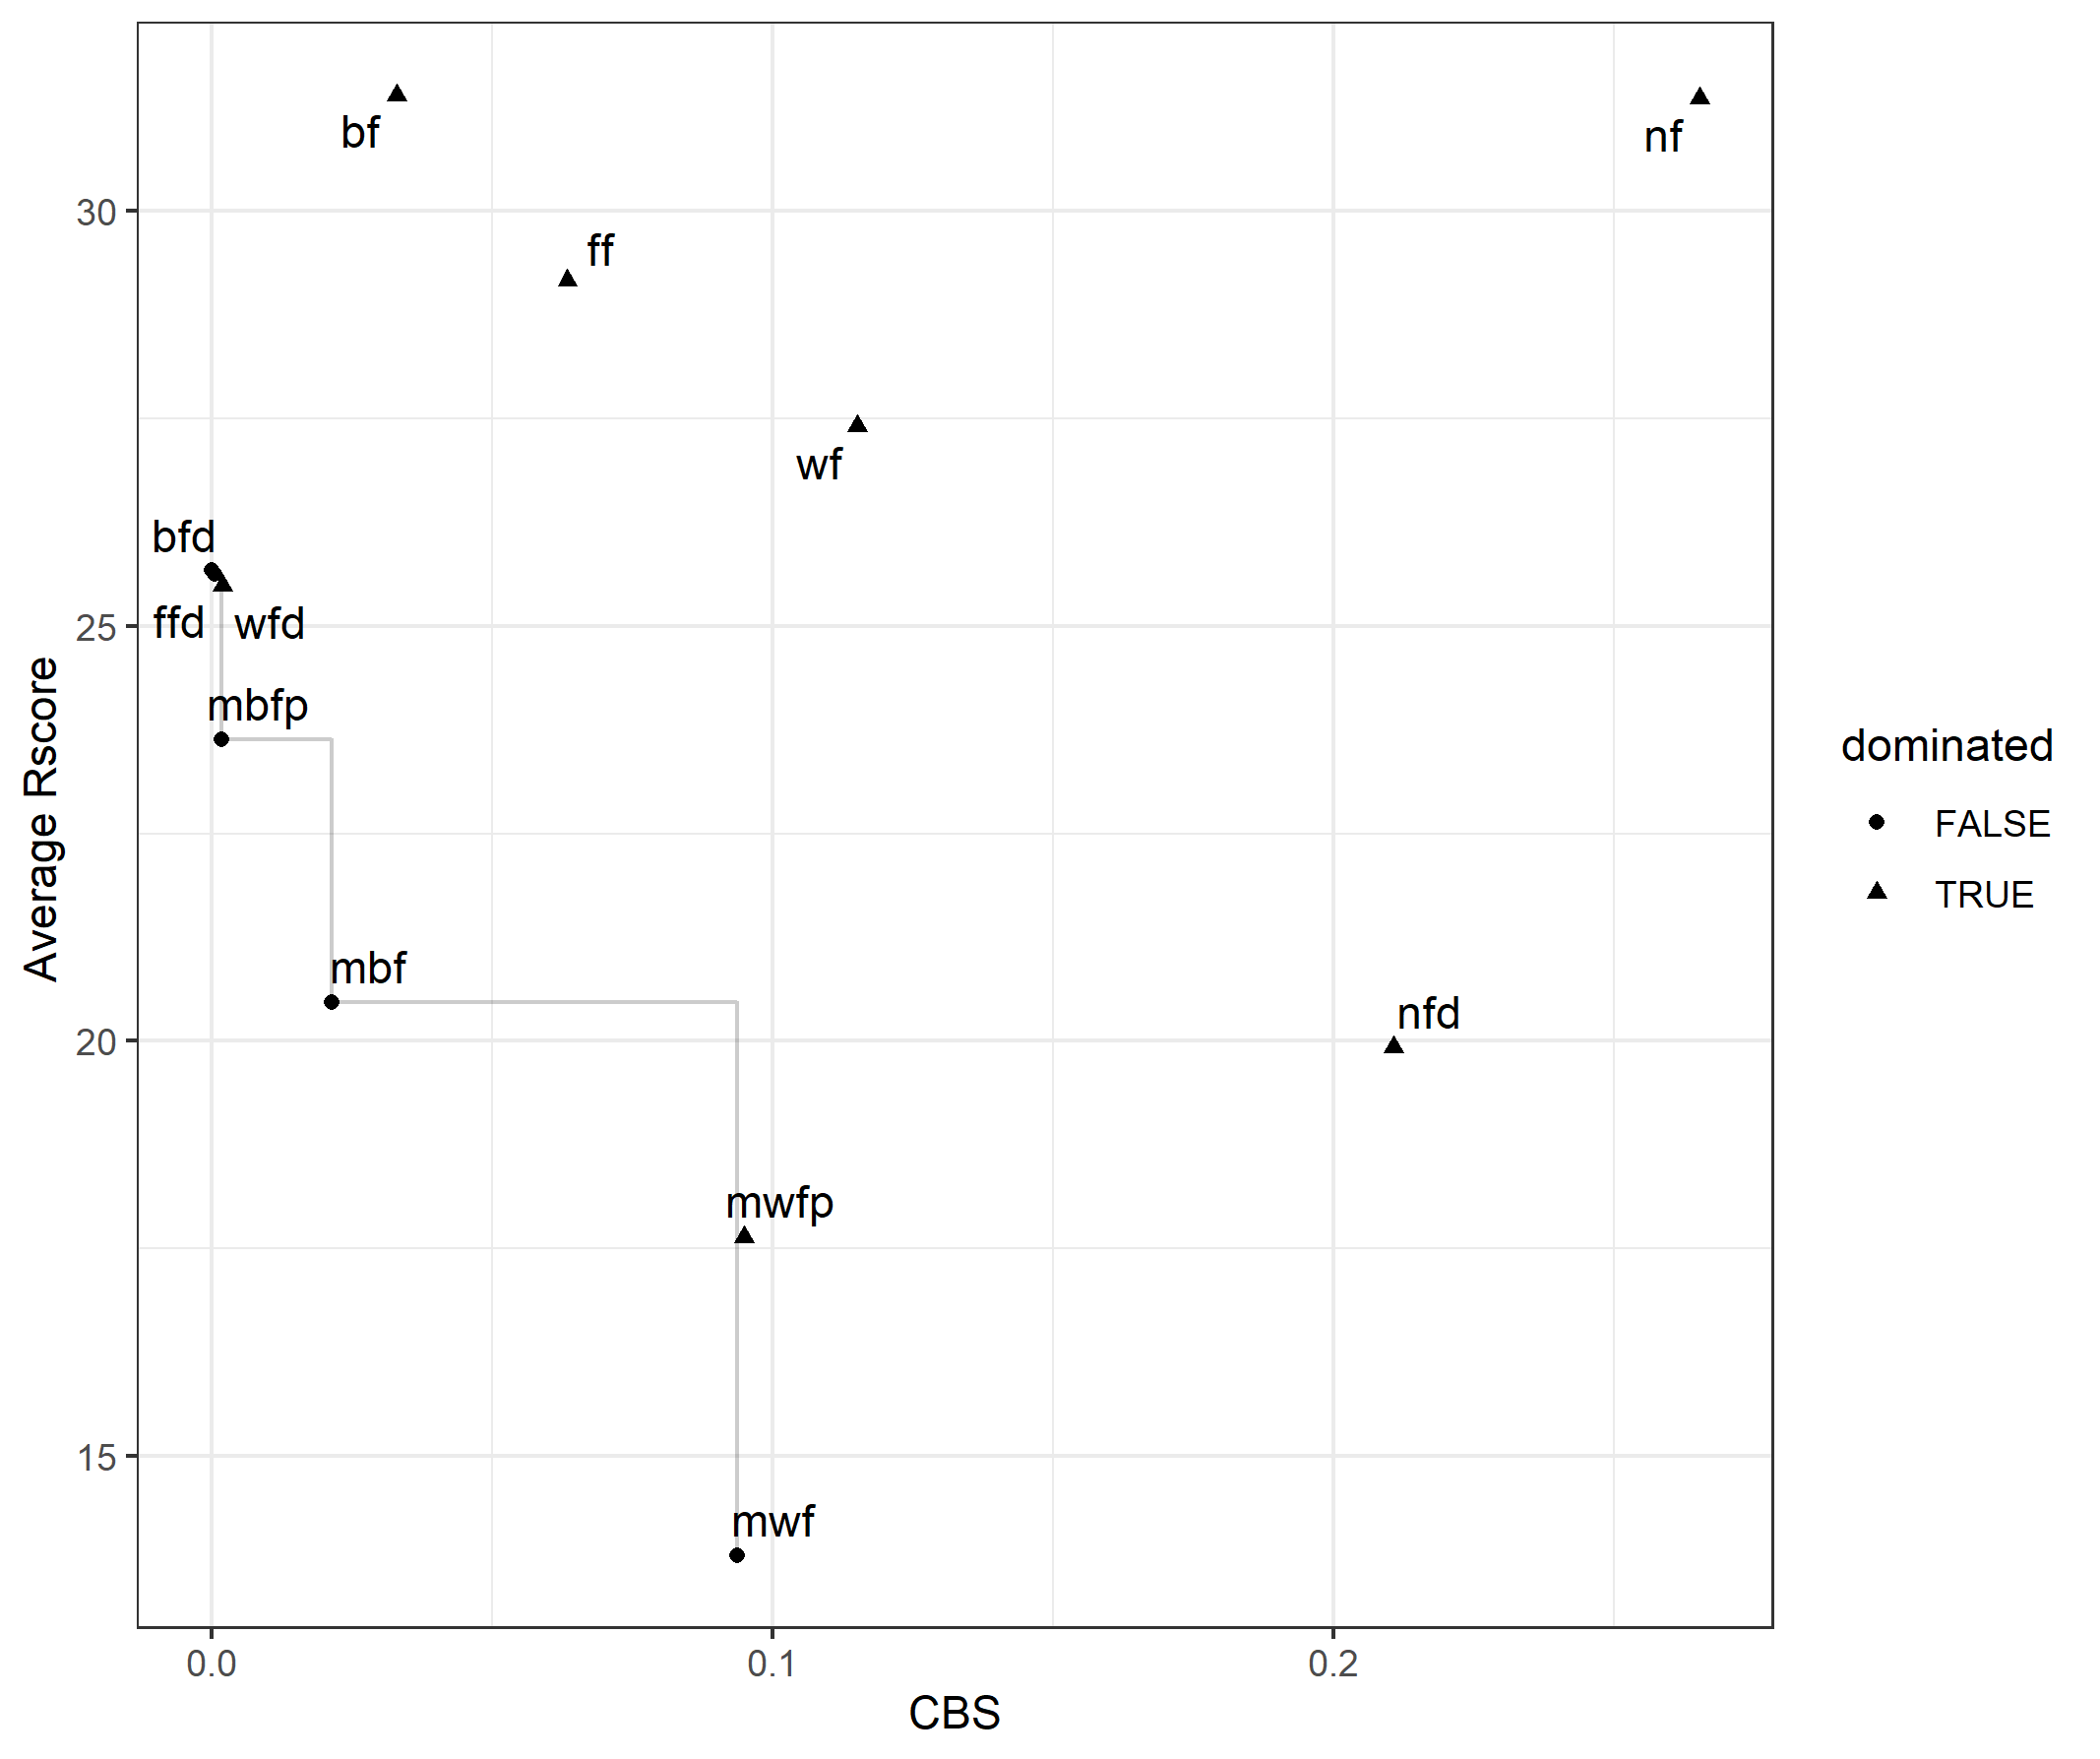 bf
nf
30
ff
wf
bfd
25
ffd
wfd
mbfp
Average Rscore
dominated
FALSE
TRUE
mbf
nfd
20
mwfp
15
mwf
0.0
0.1
0.2
CBS